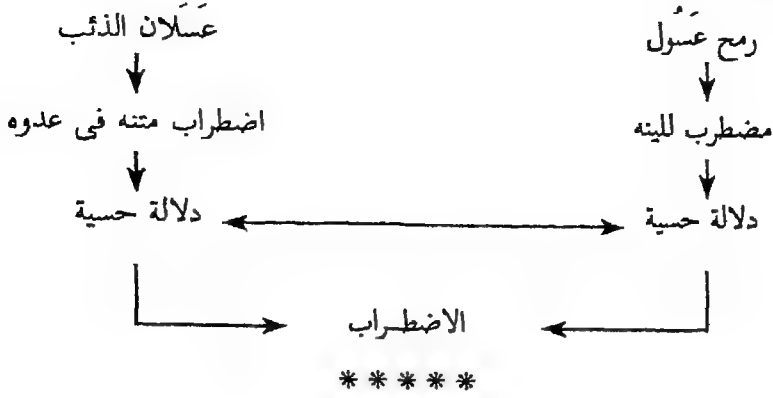 رمح عَسُول
عَسَلان الذئب
مضطرب للينه
اضطراب متنه فى عدوه
دلالة حسية
دلالة حسية
الاضطراب
* * * * *